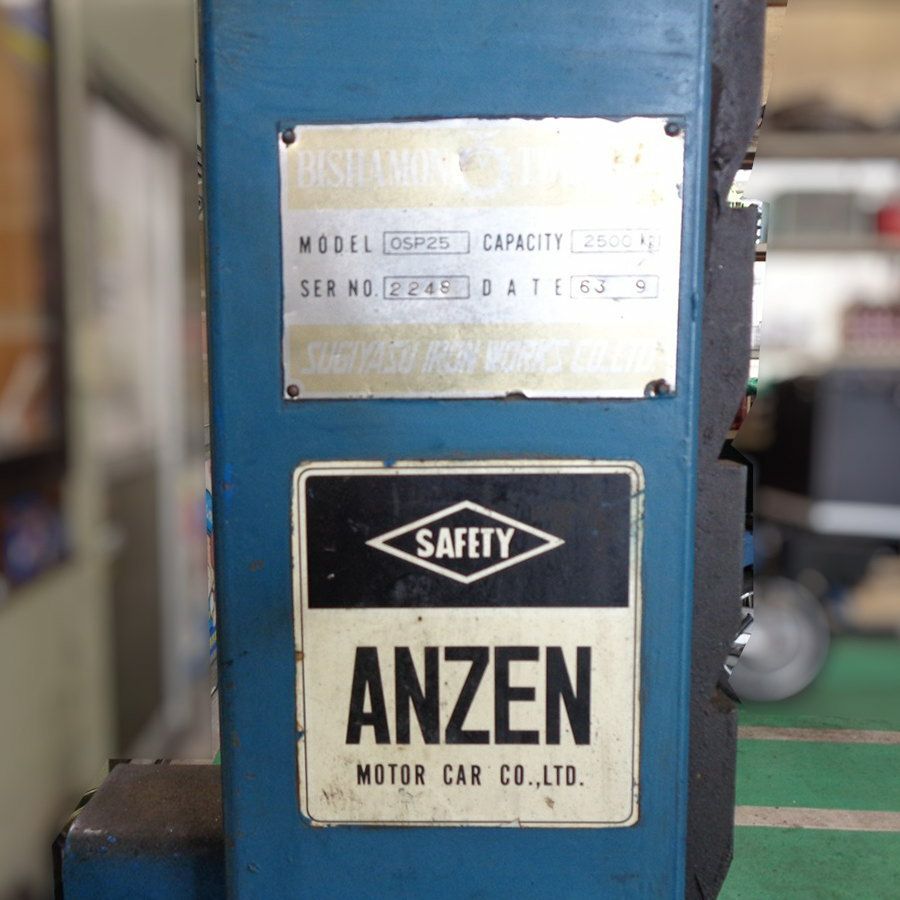 BISHAMON
MODEL OSP25 CAPACITY 2500 kg
SER NO. 2248 DATE 63 9
SUGIYASU IRON WORKS CO.LTD.
SAFETY
ANZEN
MOTOR CAR CO.,LTD.